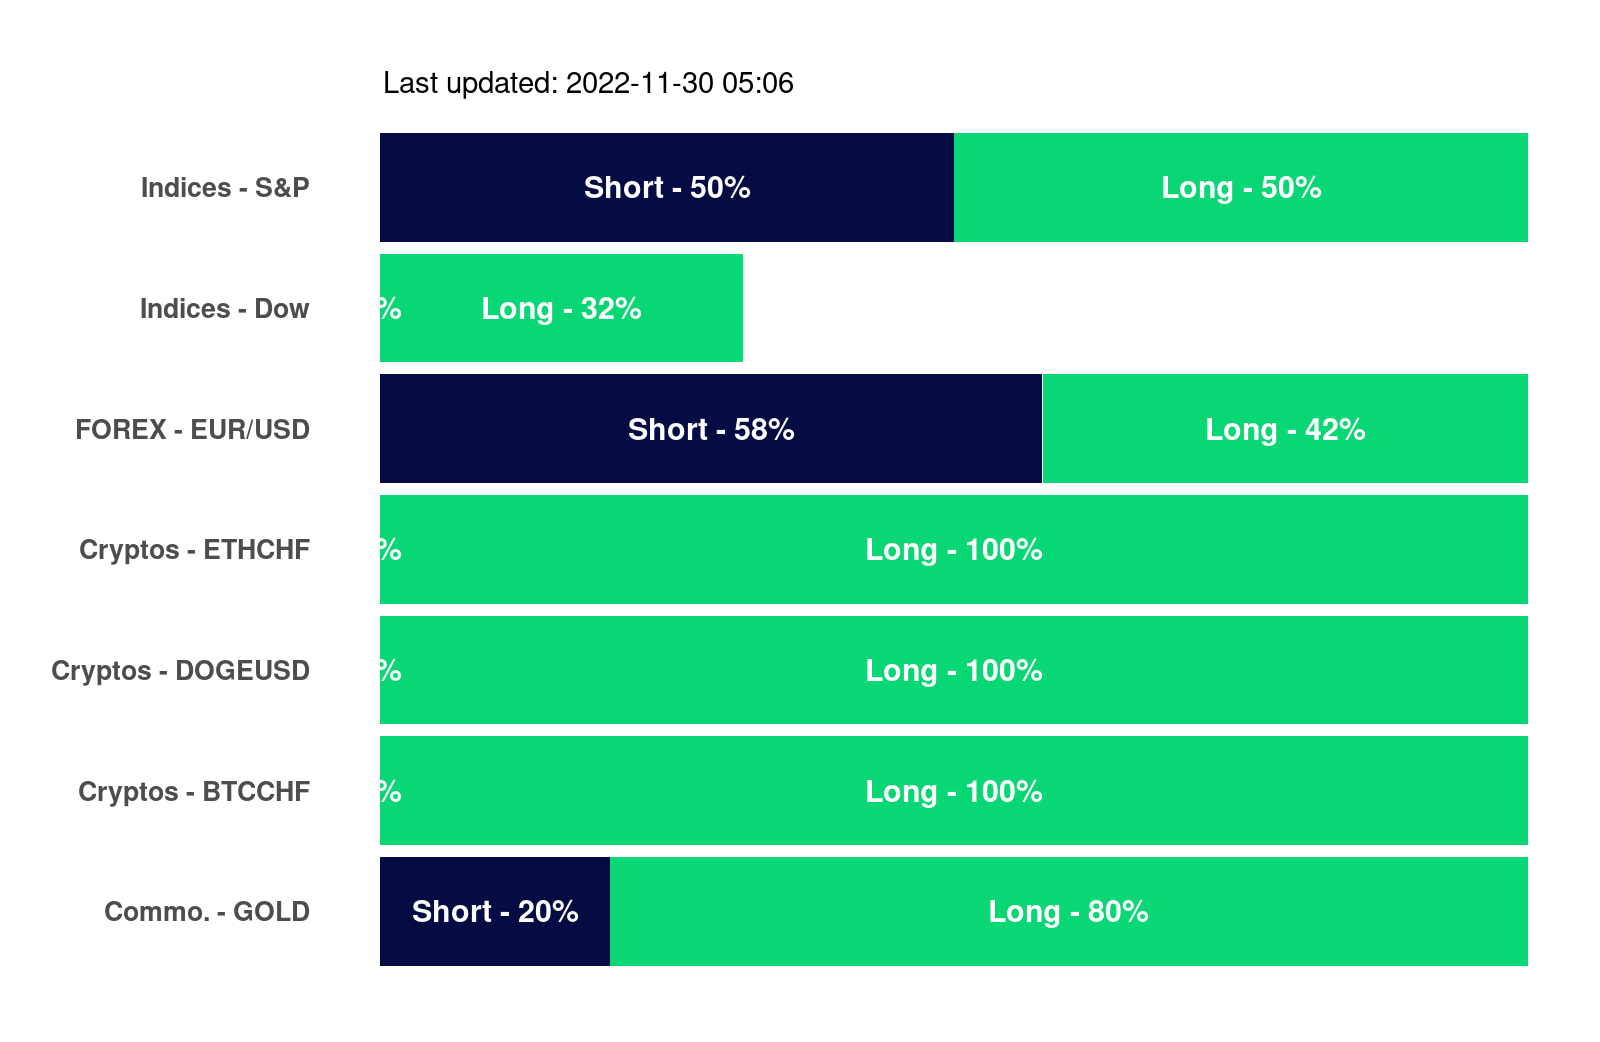 Last updated: 2022-11-30 05:06
Indices - S&P Short - 50% Long - 50%
Indices - Dow % Long - 32%
FOREX - EUR/USD Short - 58% Long - 42%
Cryptos - ETHCHF % Long - 100%
Cryptos - DOGEUSD % Long - 100%
Cryptos - BTCCHF % Long - 100%
Commo. - GOLD Short - 20% Long - 80%